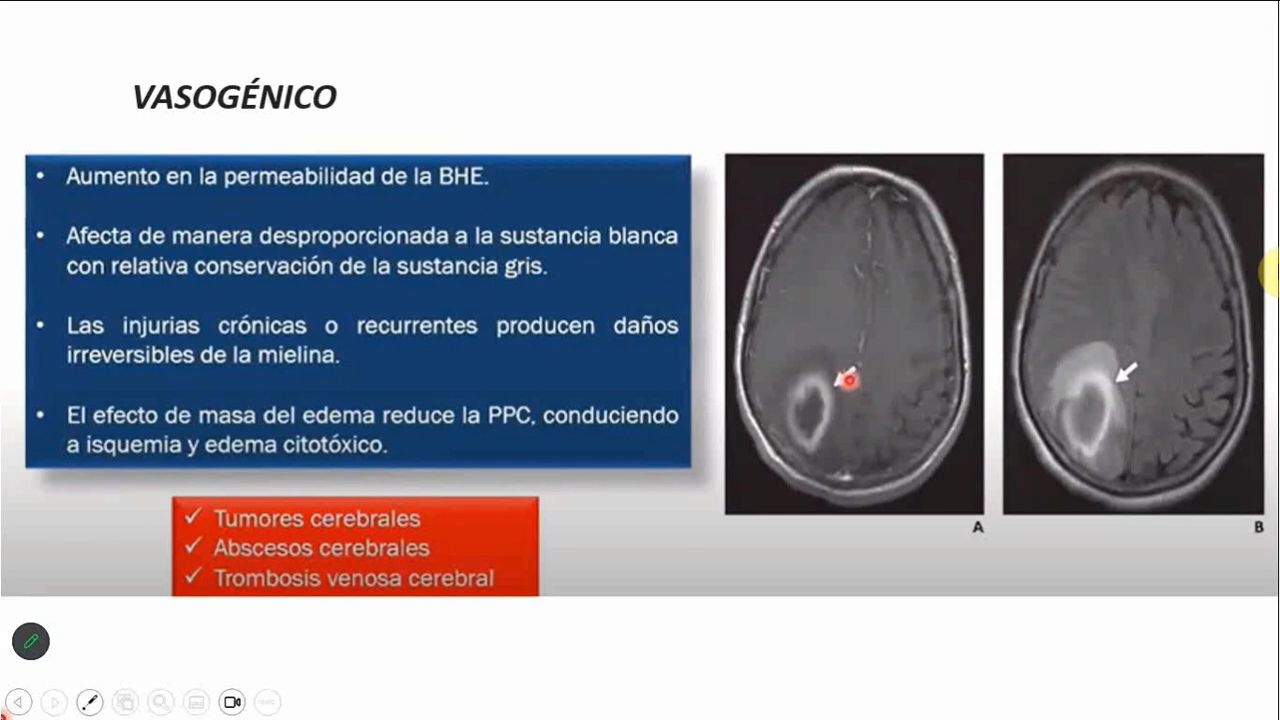 VASOGÉNICO
• Aumento en la permeabilidad de la BHE.
• Afecta de manera desproporcionada a la sustancia blanca
con relativa conservación de la sustancia gris.
• Las injurias crónicas o recurrentes producen daños
irreversibles de la mielina.
• El efecto de masa del edema reduce la PPC, conduciendo
a isquemia y edema citotóxico.
✓ Tumores cerebrales
✓ Abscesos cerebrales
✓ Trombosis venosa cerebral
A
B